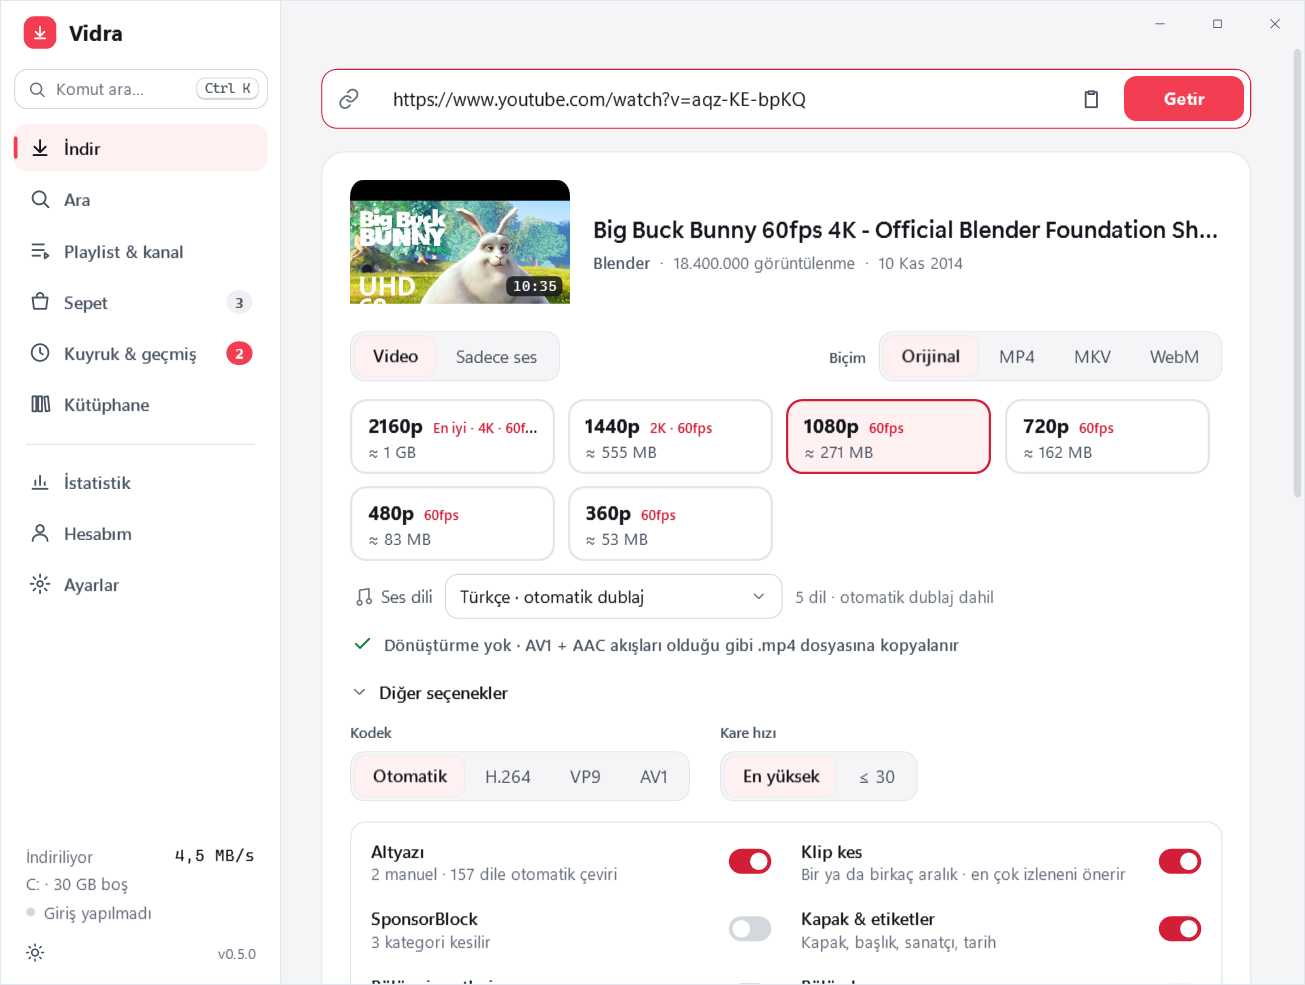 Vidra
Komut ara...
Ctrl K
İndir
Ara
Playlist & kanal
Sepet
3
Kuyruk & geçmiş
2
Kütüphane
İstatistik
Hesabım
Ayarlar
İndiriliyor
4,5 MB/s
C: · 30 GB boş
Giriş yapılmadı
v0.5.0
https://www.youtube.com/watch?v=aqz-KE-bpKQ
Getir
Big Buck
BUNNY
UHD
60
10:35
Big Buck Bunny 60fps 4K - Official Blender Foundation Sh...
Blender · 18.400.000 görüntülenme · 10 Kas 2014
Video
Sadece ses
Biçim
Orijinal
MP4
MKV
WebM
2160p En iyi · 4K · 60f...
≈ 1 GB
1440p 2K · 60fps
≈ 555 MB
1080p 60fps
≈ 271 MB
720p 60fps
≈ 162 MB
480p 60fps
≈ 83 MB
360p 60fps
≈ 53 MB
Ses dili
Türkçe · otomatik dublaj
5 dil · otomatik dublaj dahil
Dönüştürme yok · AV1 + AAC akışları olduğu gibi .mp4 dosyasına kopyalanır
Diğer seçenekler
Kodek
Otomatik
H.264
VP9
AV1
Kare hızı
En yüksek
≤ 30
Altyazı
2 manuel · 157 dile otomatik çeviri
Klip kes
Bir ya da birkaç aralık · en çok izleneni önerir
SponsorBlock
3 kategori kesilir
Kapak & etiketler
Kapak, başlık, sanatçı, tarih